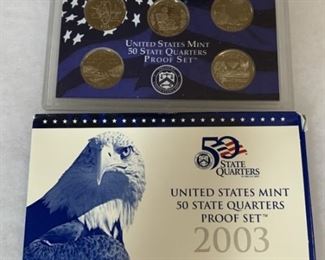 UNITED STATES MINT
50 STATE QUARTERS
PROOF SET™
50
STATE
QUARTERS
UNITED STATES MINT
50 STATE QUARTERS
PROOF SET™
2003